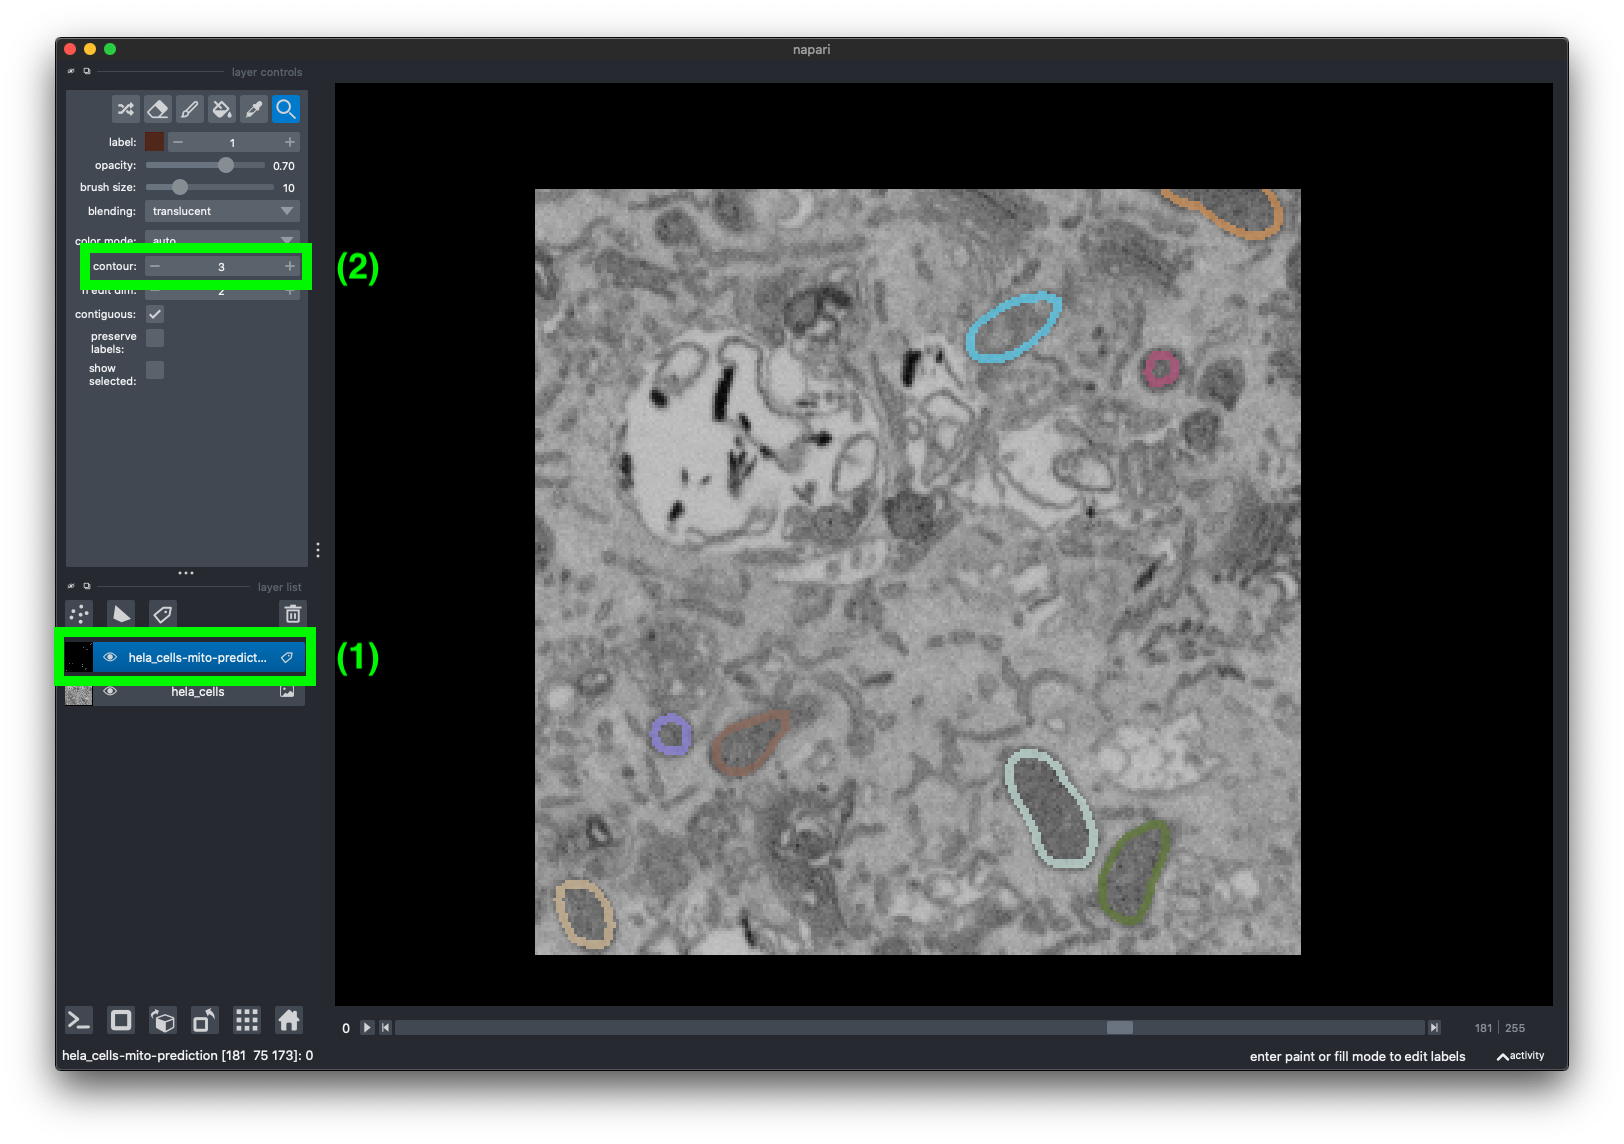 napari
layer controls
label: 1
opacity: 0.70
brush size: 10
blending: translucent
color mode: auto
contour: 3
(2)
n edit dim: 2
contiguous:
preserve
labels:
show
selected:
layer list
hela_cells-mito-predict...
(1)
hela_cells
0
181 | 255
hela_cells-mito-prediction [181 75 173]: 0
enter paint or fill mode to edit labels
activity